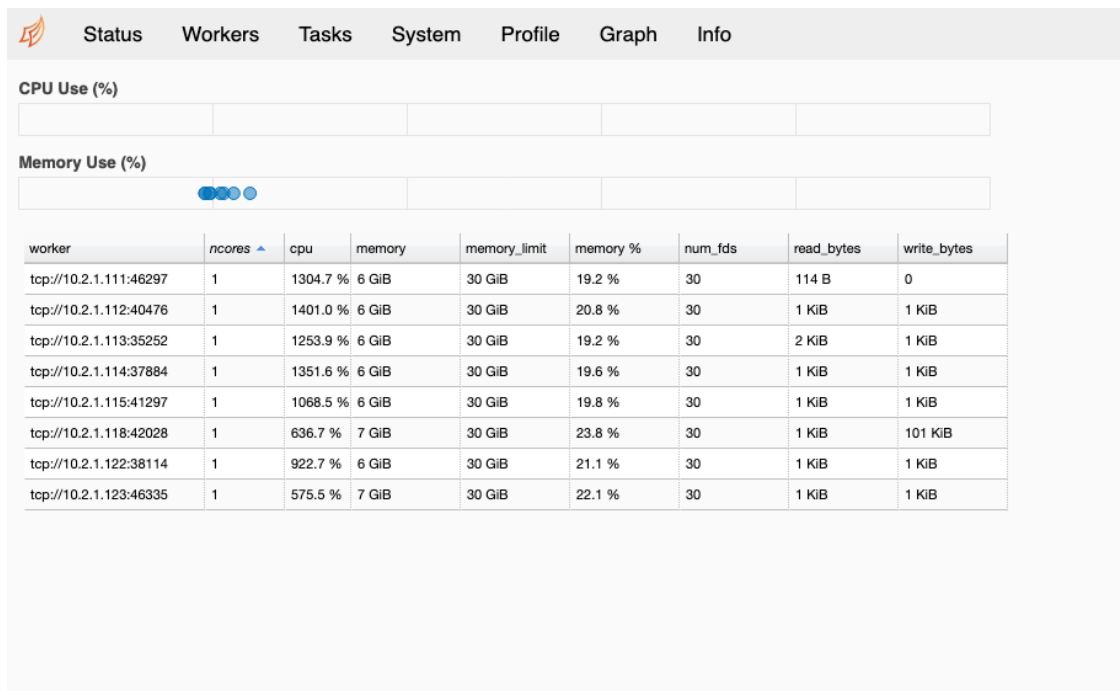 Status Workers Tasks System Profile Graph Info
CPU Use (%)
Memory Use (%)
worker ncores cpu memory memory_limit memory % num_fds read_bytes write_bytes
tcp://10.2.1.111:46297 1 1304.7 % 6 GiB 30 GiB 19.2 % 30 114 B 0
tcp://10.2.1.112:40476 1 1401.0 % 6 GiB 30 GiB 20.8 % 30 1 KiB 1 KiB
tcp://10.2.1.113:35252 1 1253.9 % 6 GiB 30 GiB 19.2 % 30 2 KiB 1 KiB
tcp://10.2.1.114:37884 1 1351.6 % 6 GiB 30 GiB 19.6 % 30 1 KiB 1 KiB
tcp://10.2.1.115:41297 1 1068.5 % 6 GiB 30 GiB 19.8 % 30 1 KiB 1 KiB
tcp://10.2.1.118:42028 1 636.7 % 7 GiB 30 GiB 23.8 % 30 1 KiB 101 KiB
tcp://10.2.1.122:38114 1 922.7 % 6 GiB 30 GiB 21.1 % 30 1 KiB 1 KiB
tcp://10.2.1.123:46335 1 575.5 % 7 GiB 30 GiB 22.1 % 30 1 KiB 1 KiB